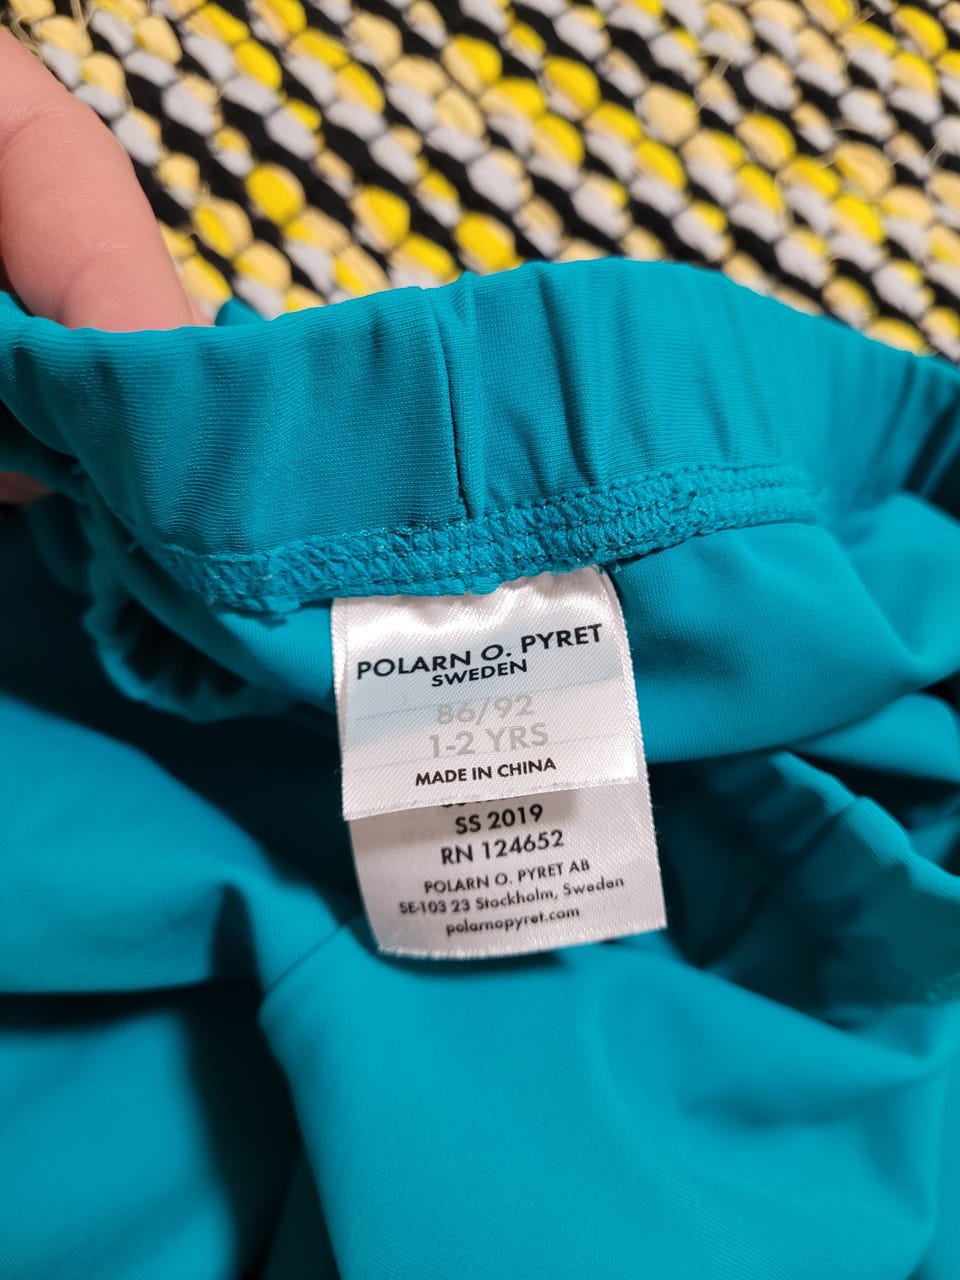 POLARN O. PYRET
SWEDEN
86/92
1-2 YRS
MADE IN CHINA
SS 2019
RN 124652
POLARN O. PYRET AB
SE-103 23 Stockholm, Sweden
polarnopyret.com